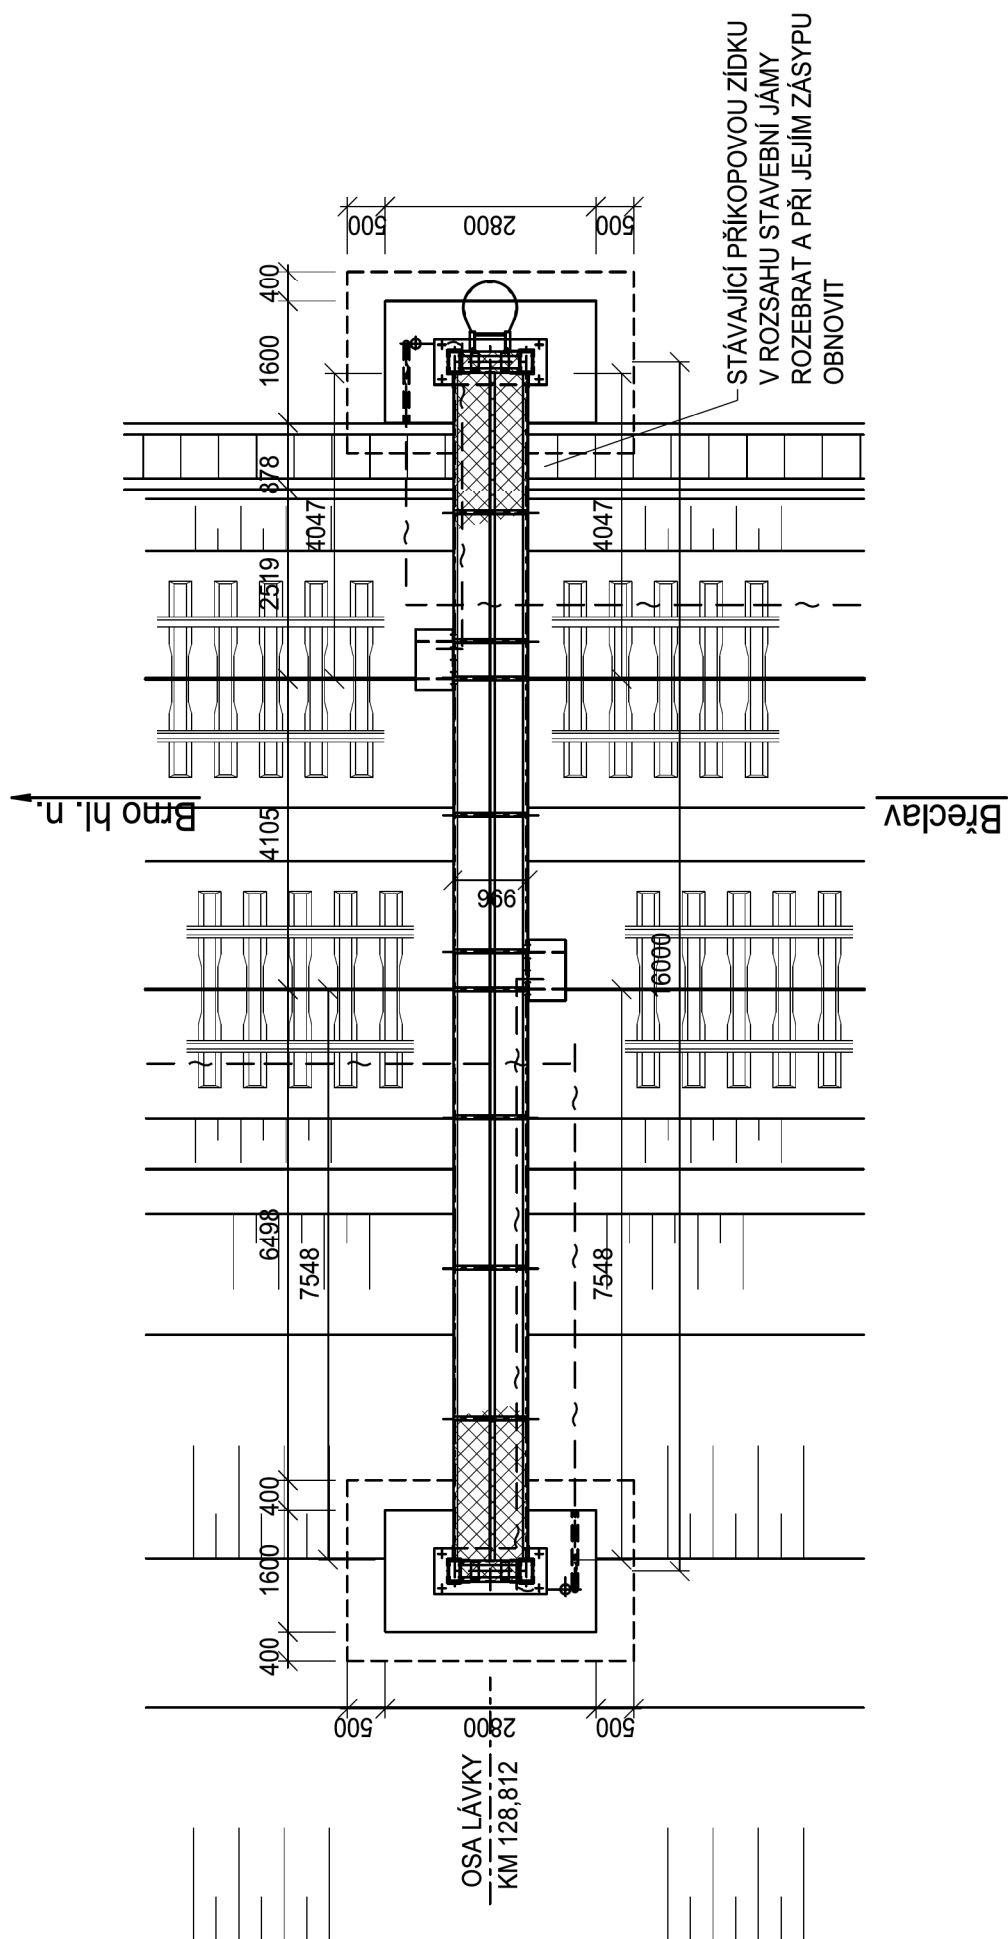 STÁVAJÍCÍ PŘÍKOPOVOU ZÍDKU
V ROZSAHU STAVEBNÍ JÁMY
ROZEBRAT A PŘI JEJÍM ZÁSYPU
OBNOVIT
500
2800
500
400
1600
878
2519
4047
4047
Brno hl. n.
Břeclav
4105
996
16000
6498
7548
7548
400
1600
400
500
2800
500
OSA LÁVKY
KM 128,812